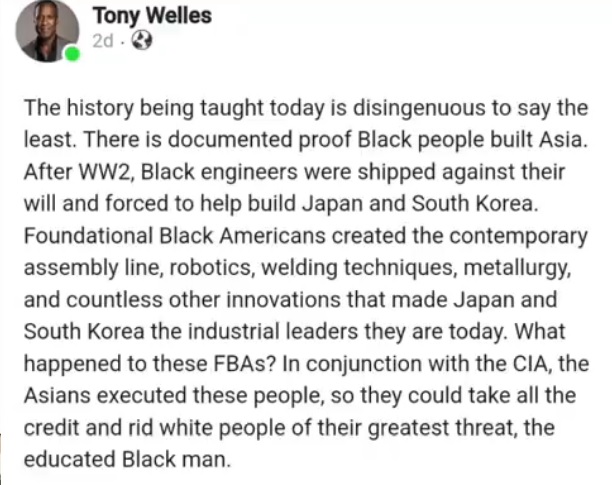 Tony Welles
2d ·
The history being taught today is disingenuous to say the
least. There is documented proof Black people built Asia.
After WW2, Black engineers were shipped against their
will and forced to help build Japan and South Korea.
Foundational Black Americans created the contemporary
assembly line, robotics, welding techniques, metallurgy,
and countless other innovations that made Japan and
South Korea the industrial leaders they are today. What
happened to these FBAs? In conjunction with the CIA, the
Asians executed these people, so they could take all the
credit and rid white people of their greatest threat, the
educated Black man.